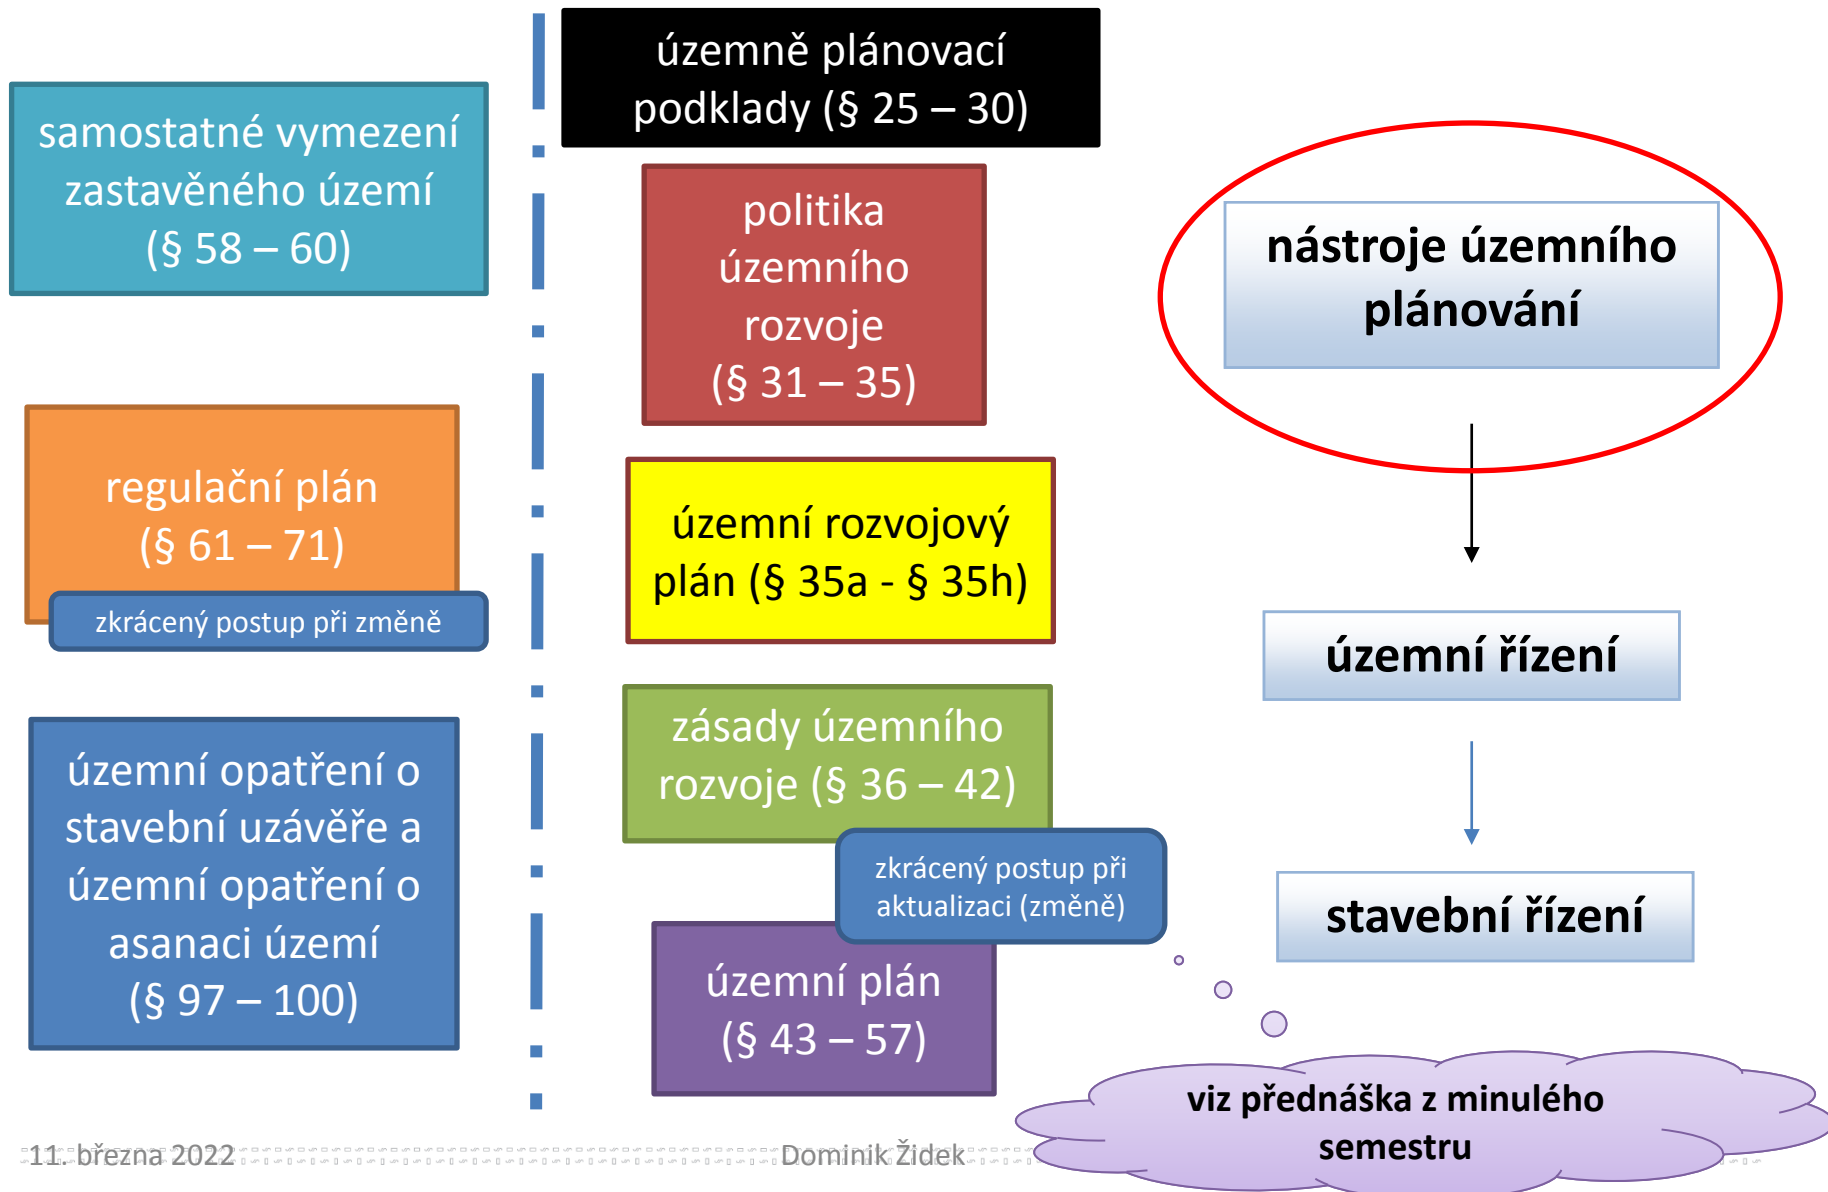 samostatné vymezení
zastavěného území
(§ 58 – 60)
regulační plán
(§ 61 – 71)
zkrácený postup při změně
územní opatření o
stavební uzávěře a
územní opatření o
asanaci území
(§ 97 – 100)
územně plánovací
podklady (§ 25 – 30)
politika
územního
rozvoje
(§ 31 – 35)
územní rozvojový
plán (§ 35a - § 35h)
zásady územního
rozvoje (§ 36 – 42)
zkrácený postup při
aktualizaci (změně)
územní plán
(§ 43 – 57)
nástroje územního
plánování
územní řízení
stavební řízení
viz přednáška z minulého
semestru
11. března 2022
Dominik Židek